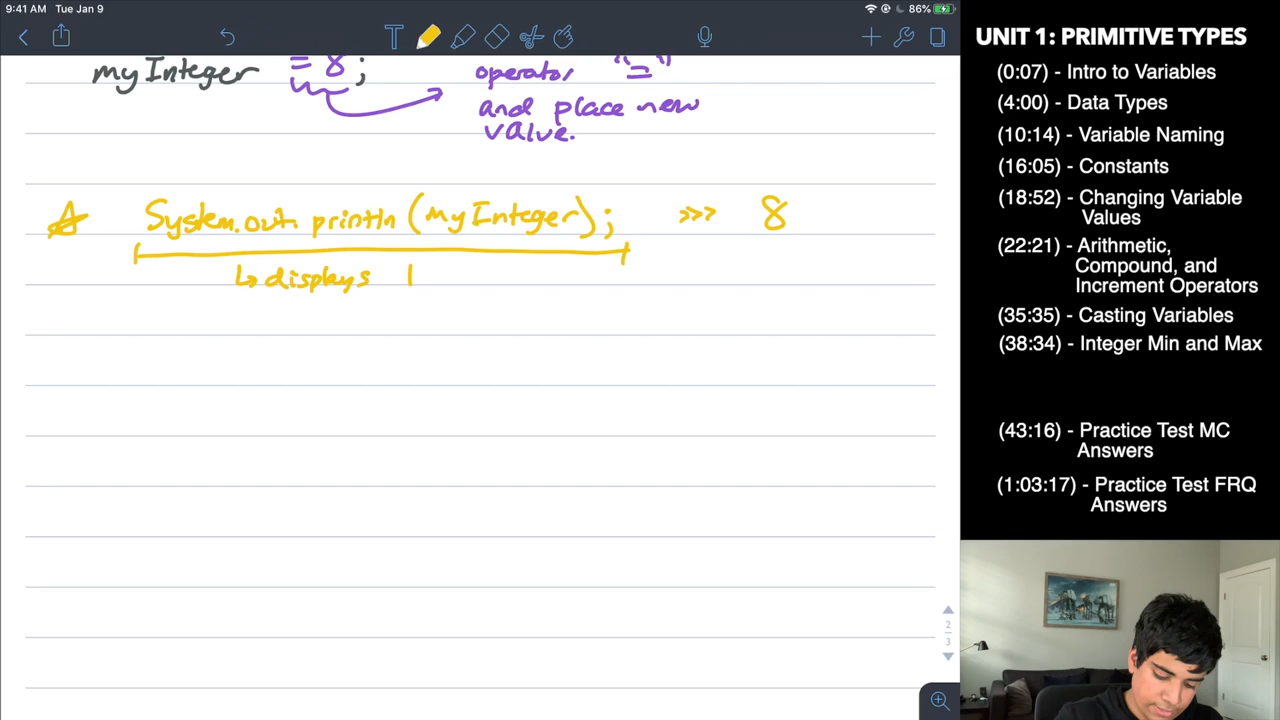 9:41 AM Tue Jan 9
86%
T
myInteger = 8;
operator "="
and place new
value.
System.out.println(myInteger); >>> 8
↳ displays
2
3
UNIT 1: PRIMITIVE TYPES
(0:07) - Intro to Variables
(4:00) - Data Types
(10:14) - Variable Naming
(16:05) - Constants
(18:52) - Changing Variable
Values
(22:21) - Arithmetic,
Compound, and
Increment Operators
(35:35) - Casting Variables
(38:34) - Integer Min and Max
(43:16) - Practice Test MC
Answers
(1:03:17) - Practice Test FRQ
Answers